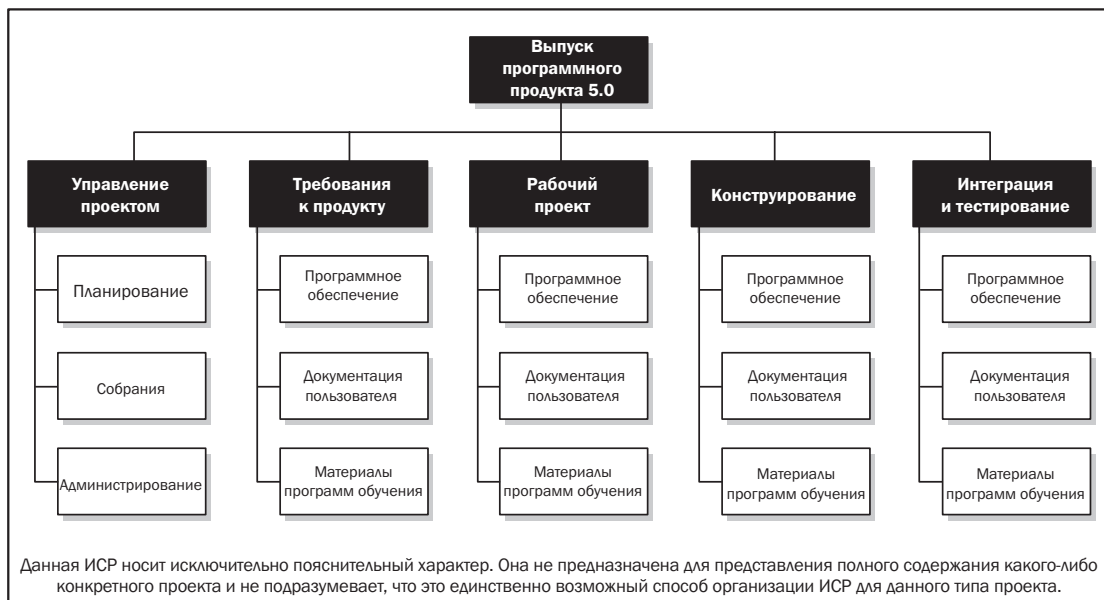 Выпуск
программного
продукта 5.0
Управление
проектом
Требования
к продукту
Рабочий
проект
Конструирование
Интеграция
и тестирование
Планирование
Программное
обеспечение
Программное
обеспечение
Программное
обеспечение
Программное
обеспечение
Собрания
Документация
пользователя
Документация
пользователя
Документация
пользователя
Документация
пользователя
Администрирование
Материалы
программ обучения
Материалы
программ обучения
Материалы
программ обучения
Материалы
программ обучения
Данная ИСР носит исключительно пояснительный характер. Она не предназначена для представления полного содержания какого-либо
конкретного проекта и не подразумевает, что это единственно возможный способ организации ИСР для данного типа проекта.